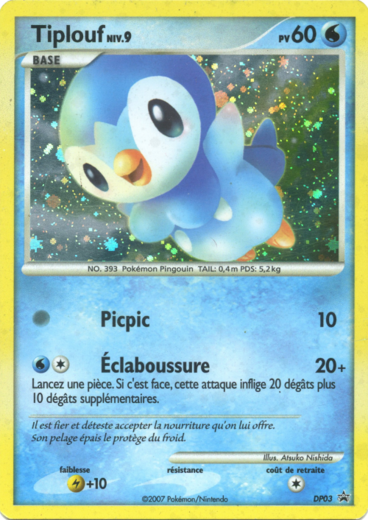 Tiplouf NIV.9 PV 60
BASE
NO. 393 Pokémon Pingouin TAIL: 0,4m PDS: 5,2kg
Picpic 10
Éclaboussure 20+
Lancez une pièce. Si c'est face, cette attaque inflige 20 dégâts plus
10 dégâts supplémentaires.
Il est fier et déteste accepter la nourriture qu'on lui offre.
Son pelage épais le protège du froid.
Illus. Atsuko Nishida
faiblesse résistance coût de retraite
+10
©2007 Pokémon/Nintendo DP03